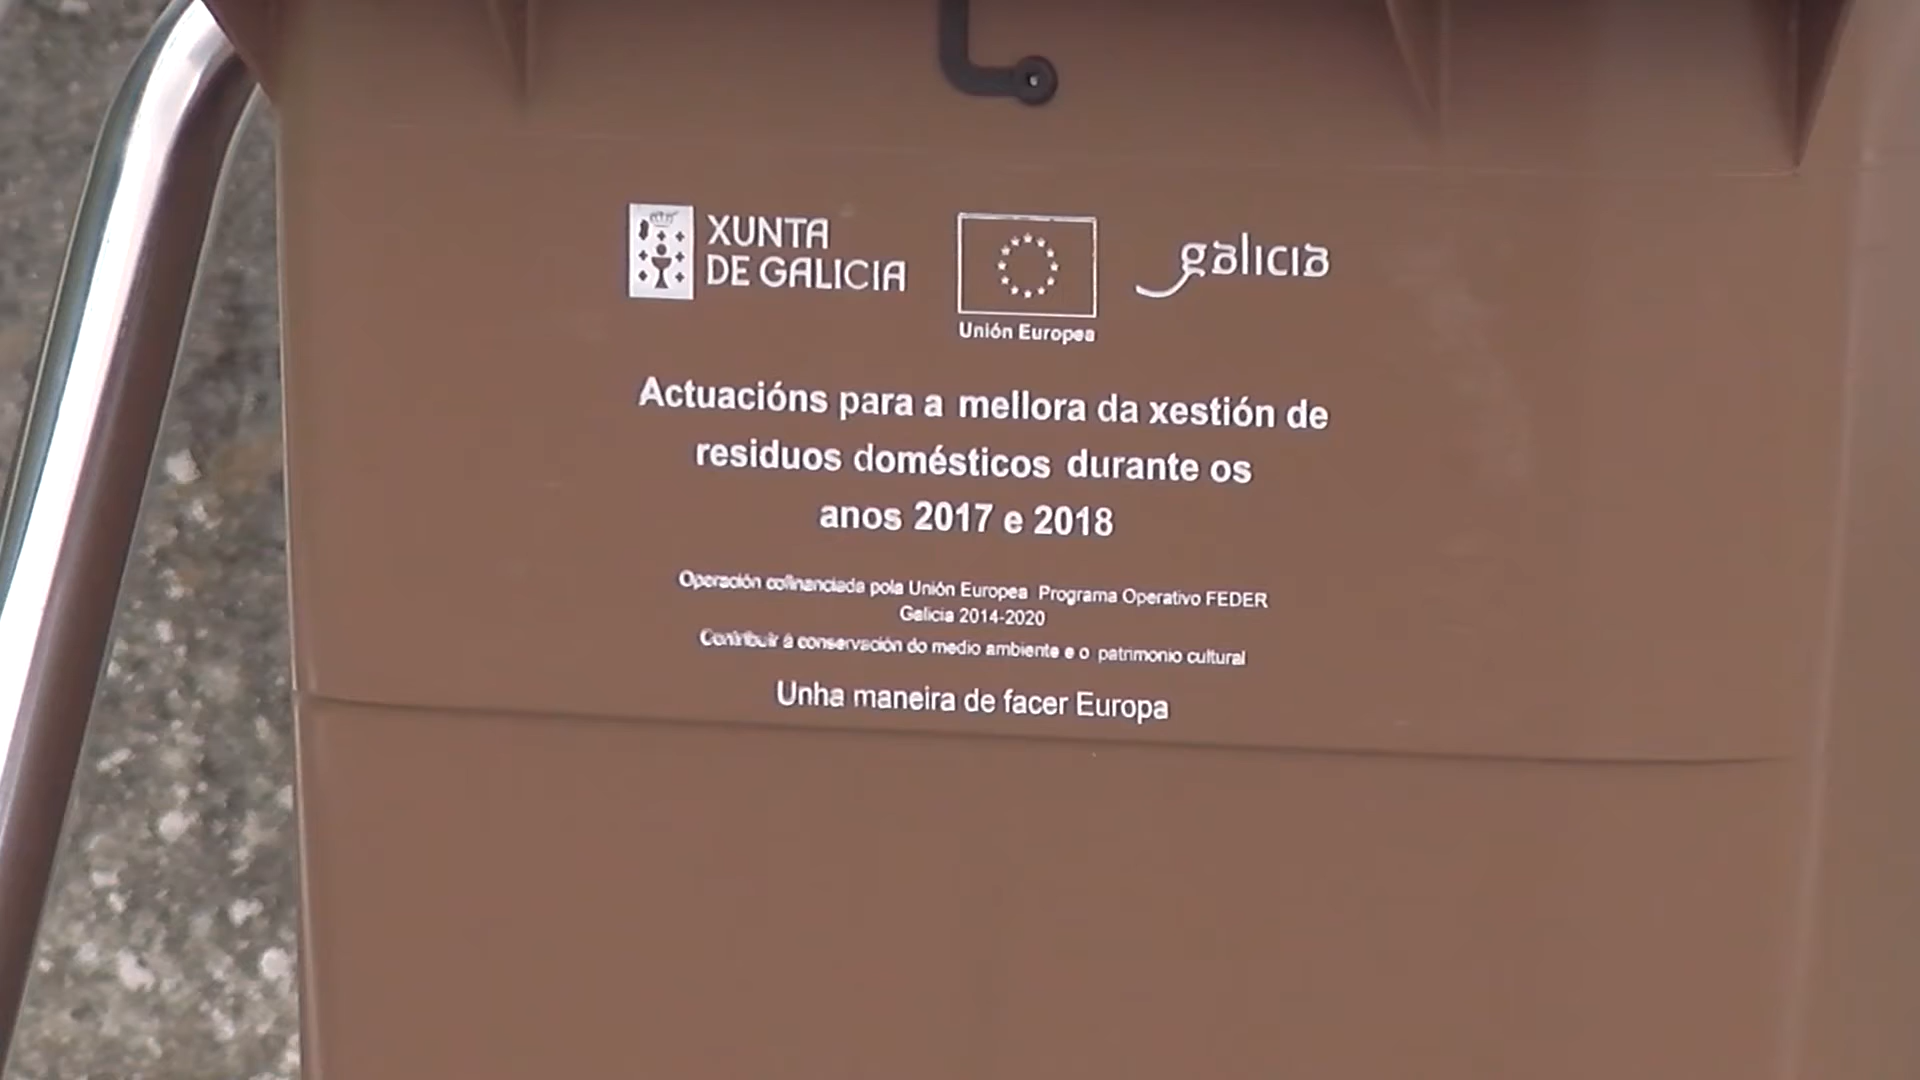 XUNTA
DE GALICIA
Unión Europea
galicia
Actuacións para a mellora da xestión de
residuos domésticos durante os
anos 2017 e 2018
Operación cofinanciada pola Unión Europea Programa Operativo FEDER
Galicia 2014-2020
Contribuir á conservación do medio ambiente e o patrimonio cultural
Unha maneira de facer Europa